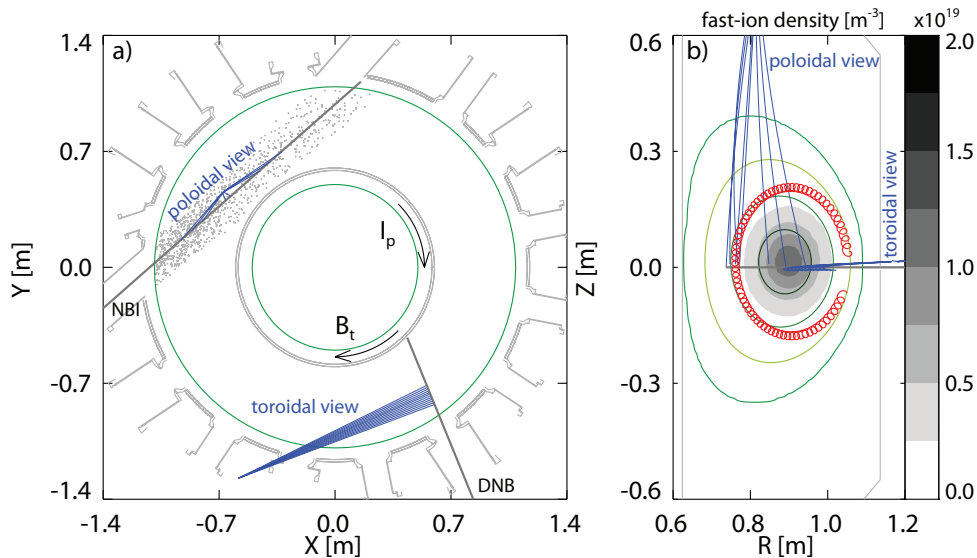 fast-ion density [m⁻³]
x10¹⁹
a)
1.4
0.7
0.0
-0.7
-1.4
Y [m]
poloidal view
NBI
Iₚ
Bₜ
toroidal view
DNB
-1.4
-0.7
0.0
0.7
1.4
X [m]
b)
0.6
0.3
0.0
-0.3
-0.6
Z [m]
poloidal view
toroidal view
0.6
0.8
1.0
1.2
R [m]
2.0
1.5
1.0
0.5
0.0